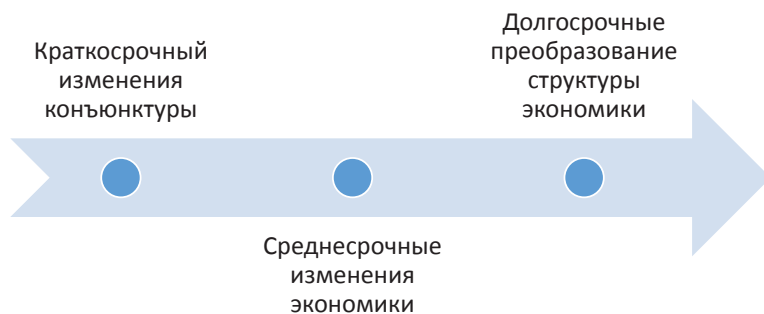 Краткосрочный
изменения
конъюнктуры
Среднесрочные
изменения
экономики
Долгосрочные
преобразование
структуры
экономики